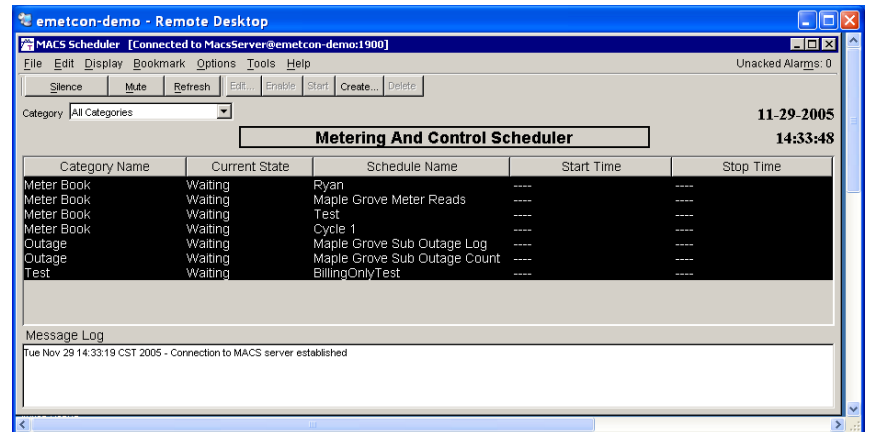 emetcon-demo - Remote Desktop
MACS Scheduler [Connected to MacsServer@emetcon-demo:1900]
File Edit Display Bookmark Options Tools Help Unacked Alarms: 0
Silence Mute Refresh Edit... Enable Start Create... Delete
Category All Categories 11-29-2005
Metering And Control Scheduler 14:33:48
Category Name Current State Schedule Name Start Time Stop Time
Meter Book Waiting Ryan ---- ----
Meter Book Waiting Maple Grove Meter Reads ---- ----
Meter Book Waiting Test ---- ----
Meter Book Waiting Cycle 1 ---- ----
Outage Waiting Maple Grove Sub Outage Log ---- ----
Outage Waiting Maple Grove Sub Outage Count ---- ----
Test Waiting BillingOnlyTest ---- ----
Message Log
Tue Nov 29 14:33:19 CST 2005 - Connection to MACS server established